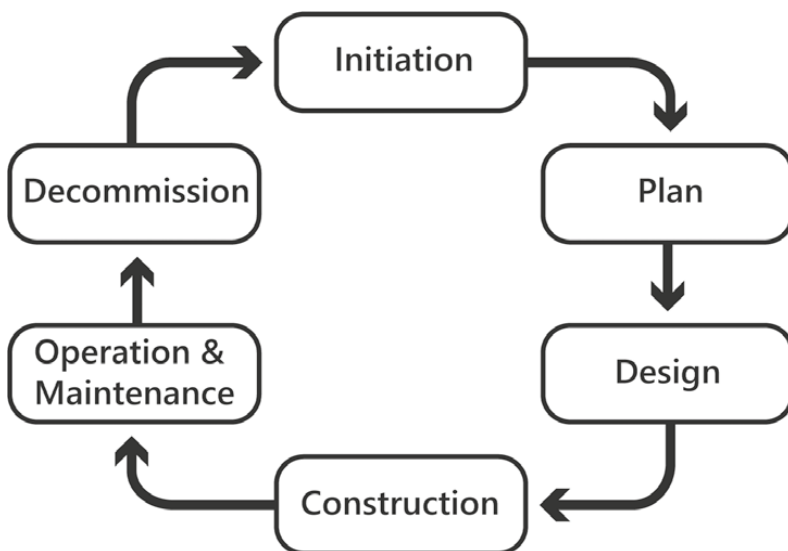 Initiation
Plan
Design
Construction
Operation &
Maintenance
Decommission